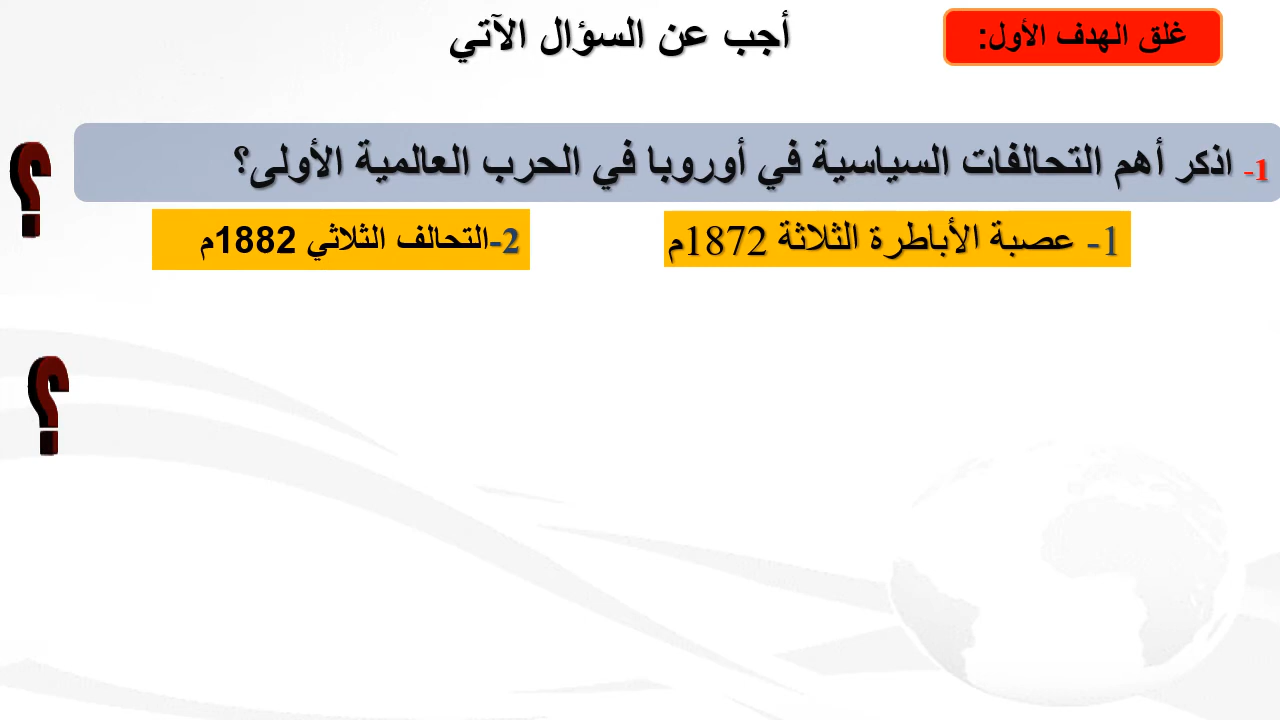 غلق الهدف الأول:
أجب عن السؤال الآتي
1- اذكر أهم التحالفات السياسية في أوروبا في الحرب العالمية الأولى؟
1- عصبة الأباطرة الثلاثة 1872م
2-التحالف الثلاثي 1882م
؟
؟